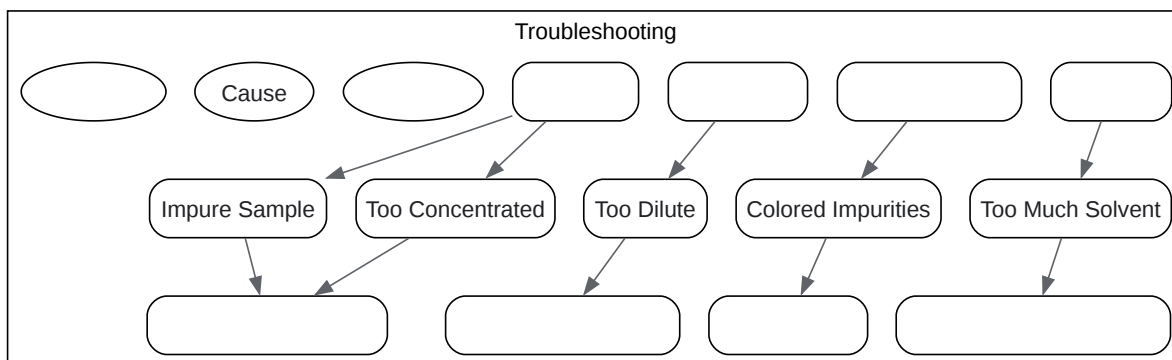 Troubleshooting
Cause
Impure Sample
Too Concentrated
Too Dilute
Colored Impurities
Too Much Solvent